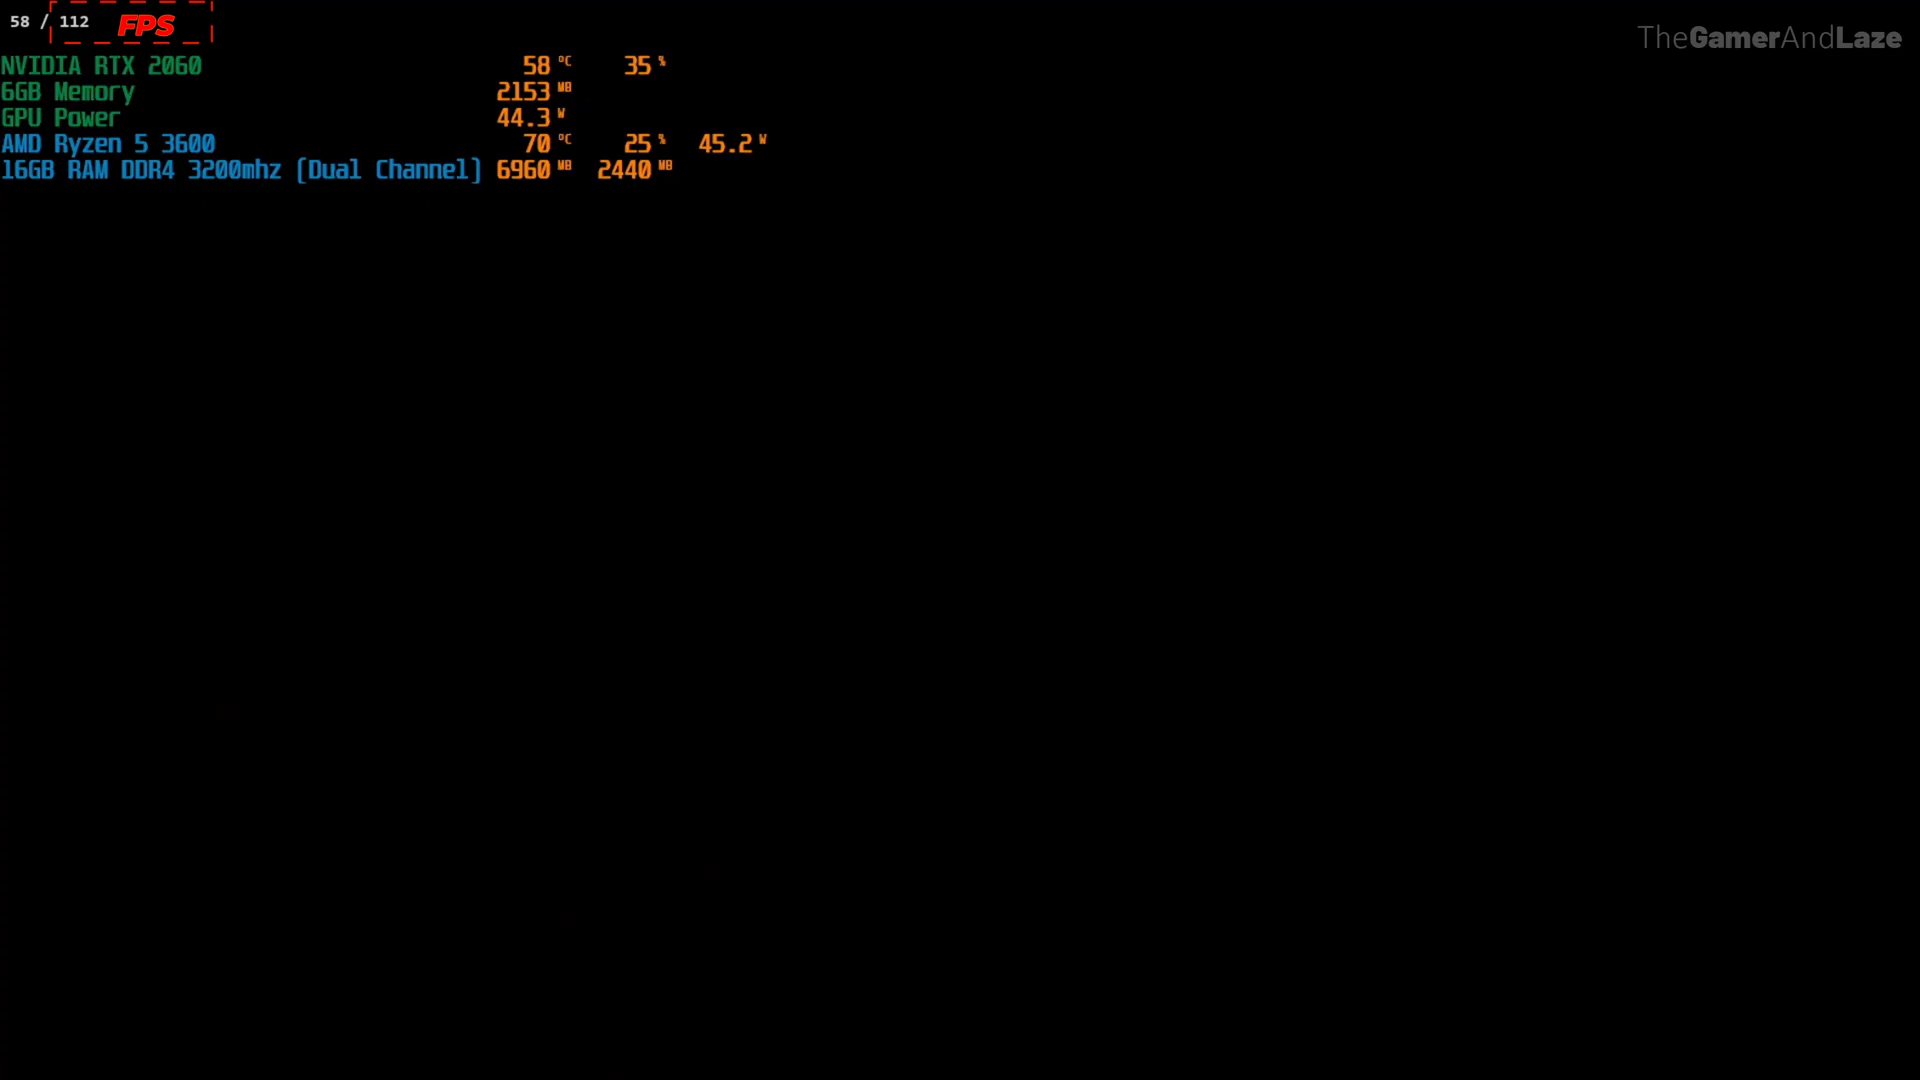 58 / 112 FPS
TheGamerAndLaze
NVIDIA RTX 2060 58 °C 35 %
6GB Memory 2153 MB
GPU Power 44.3 W
AMD Ryzen 5 3600 70 °C 25 % 45.2 W
16GB RAM DDR4 3200mhz (Dual Channel) 6960 MB 2440 MB